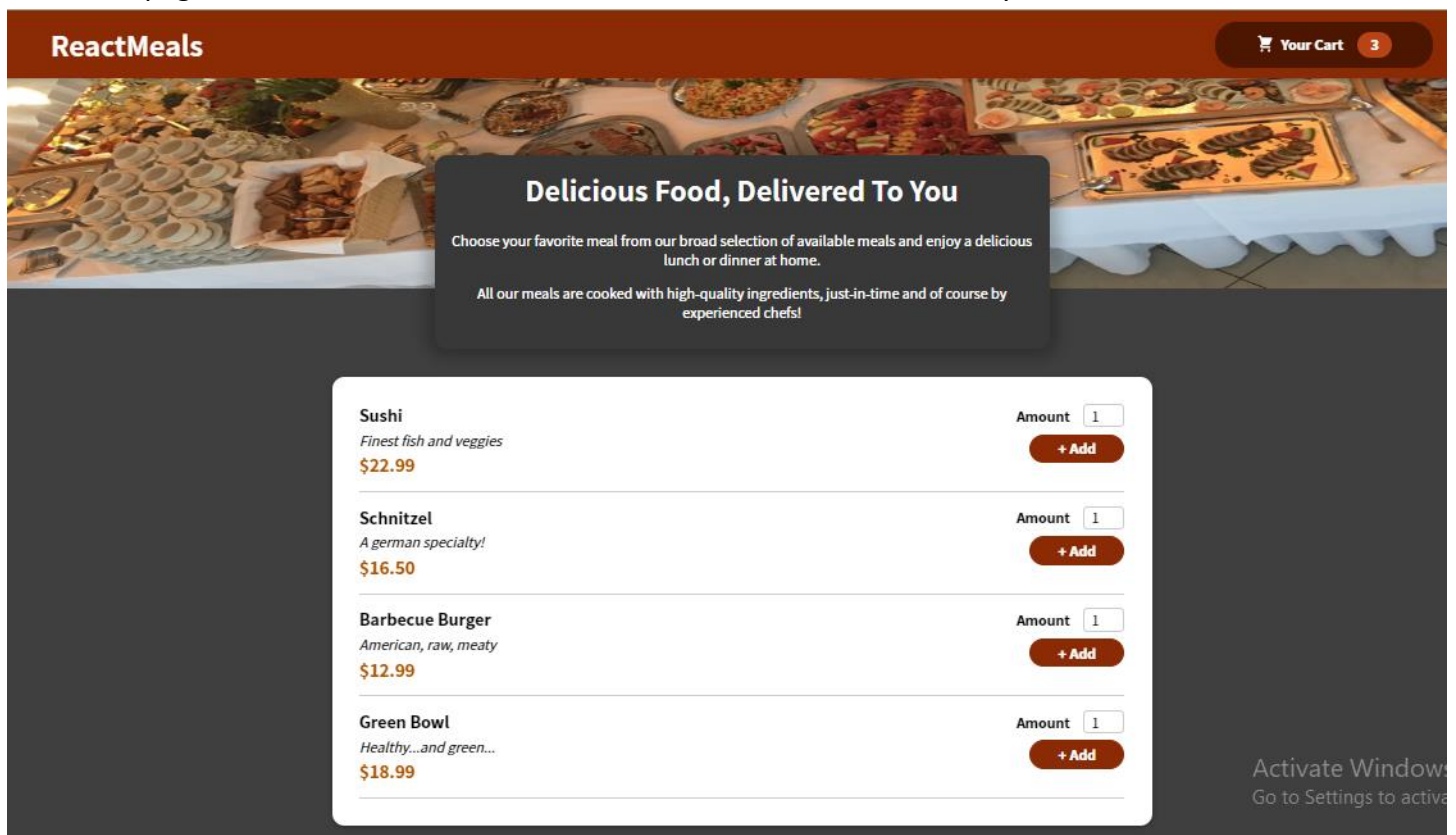 ReactMeals
Your Cart 3
Delicious Food, Delivered To You
Choose your favorite meal from our broad selection of available meals and enjoy a delicious
lunch or dinner at home.
All our meals are cooked with high-quality ingredients, just-in-time and of course by
experienced chefs!
Sushi
Amount 1
Finest fish and veggies
+ Add
$22.99
Schnitzel
Amount 1
A german specialty!
+ Add
$16.50
Barbecue Burger
Amount 1
American, raw, meaty
+ Add
$12.99
Green Bowl
Amount 1
Healthy...and green...
+ Add
$18.99
Activate Windows
Go to Settings to activa